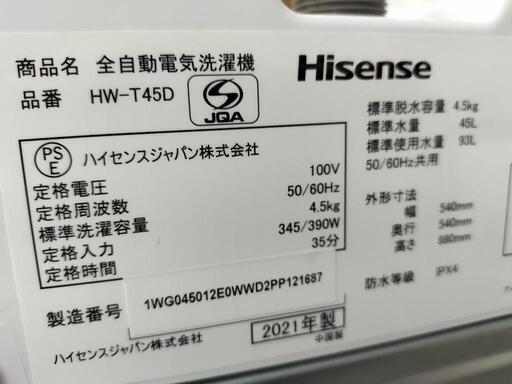 商品名 全自動電気洗濯機
品番 HW-T45D
S
JQA
Hisense
PS
E
ハイセンスジャパン株式会社
定格電圧 100V
定格周波数 50/60Hz
標準洗濯容量 4.5kg
定格入力 345/390W
定格時間 35分
製造番号 1WG045012E0WWD2PP121687
ハイセンスジャパン株式会社
2021年製
中国製
標準脱水容量 4.5kg
標準水量 45L
標準使用水量 93L
50/60Hz共用
外形寸法
幅 540mm
奥行 540mm
高さ 880mm
防水等級 IPX4